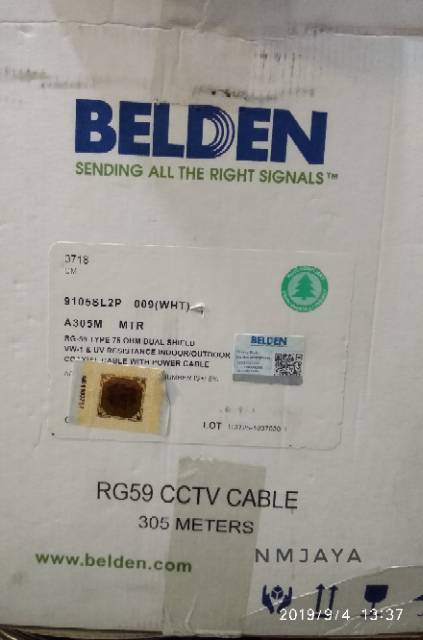 BELDEN
SENDING ALL THE RIGHT SIGNALS™
3718
9105SL2P 009(WHT)
A305M MTR
RG-59 TYPE 75 OHM DUAL SHIELD
VW-1 & UV RESISTANCE INDOOR/OUTDOOR
COAXIAL CABLE WITH POWER CABLE
BELDEN
LOT
RG59 CCTV CABLE
305 METERS
www.belden.com
NMJAYA
2019/9/4 13:37